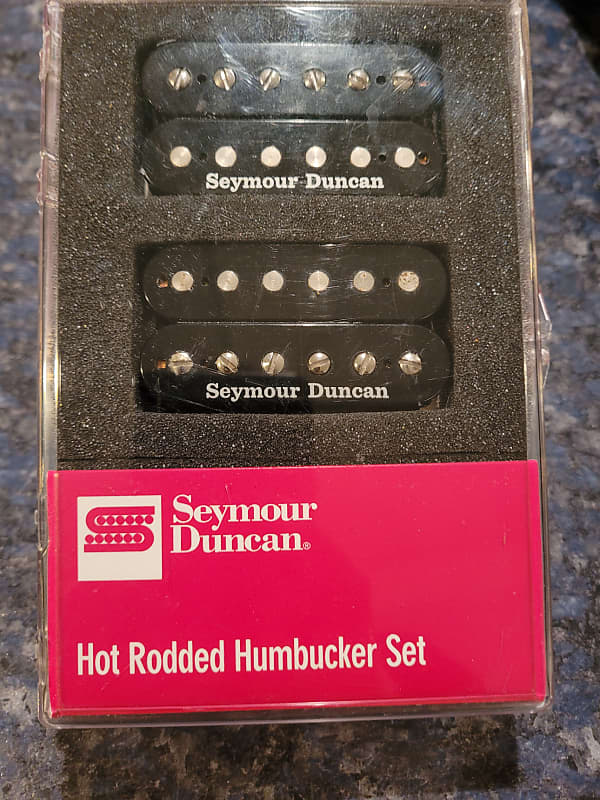 Seymour Duncan
Seymour Duncan
Seymour
Duncan®
Hot Rodded Humbucker Set